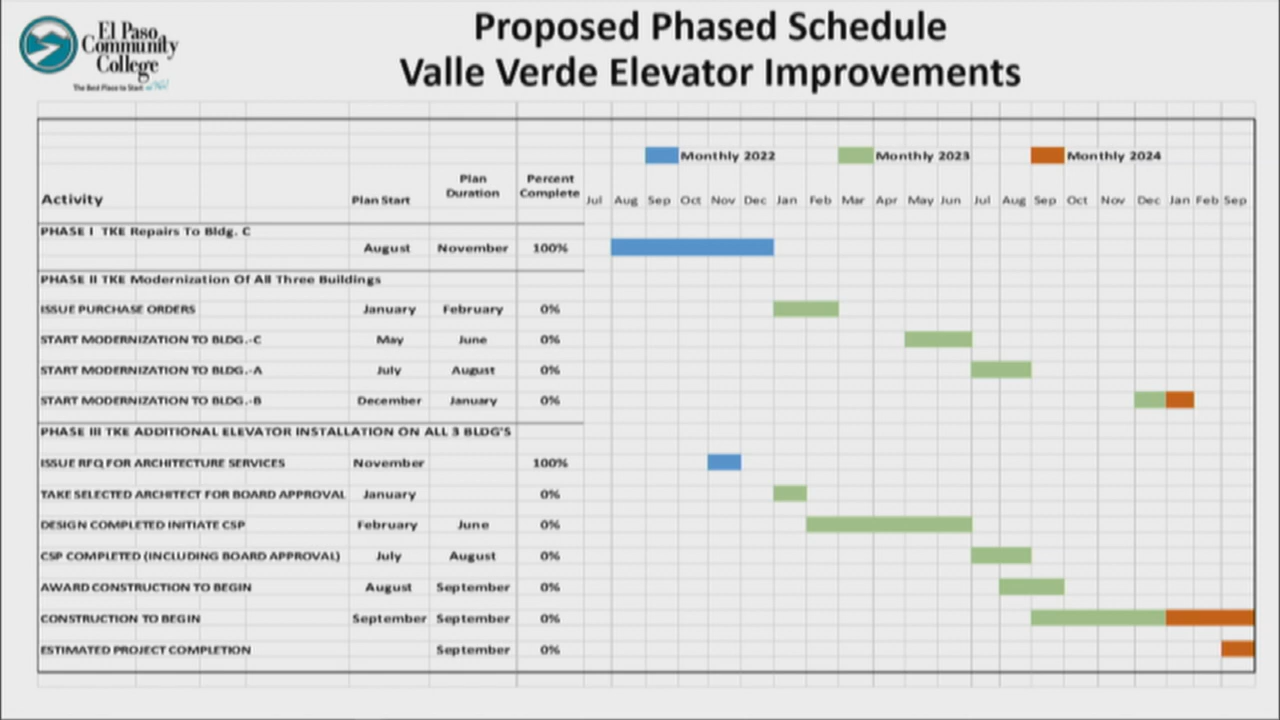 El Paso
Community
College
The Best Place to Start
Proposed Phased Schedule
Valle Verde Elevator Improvements
Monthly 2022 Monthly 2023 Monthly 2024
Activity Plan Start Plan Duration Percent Complete Jul Aug Sep Oct Nov Dec Jan Feb Mar Apr May Jun Jul Aug Sep Oct Nov Dec Jan Feb Sep
PHASE I TKE Repairs To Bldg. C
August November 100%
PHASE II TKE Modernization Of All Three Buildings
ISSUE PURCHASE ORDERS January February 0%
START MODERNIZATION TO BLDG.-C May June 0%
START MODERNIZATION TO BLDG.-A July August 0%
START MODERNIZATION TO BLDG.-B December January 0%
PHASE III TKE ADDITIONAL ELEVATOR INSTALLATION ON ALL 3 BLDG'S
ISSUE RFQ FOR ARCHITECTURE SERVICES November 100%
TAKE SELECTED ARCHITECT FOR BOARD APPROVAL January 0%
DESIGN COMPLETED INITIATE CSP February June 0%
CSP COMPLETED (INCLUDING BOARD APPROVAL) July August 0%
AWARD CONSTRUCTION TO BEGIN August September 0%
CONSTRUCTION TO BEGIN September September 0%
ESTIMATED PROJECT COMPLETION September 0%